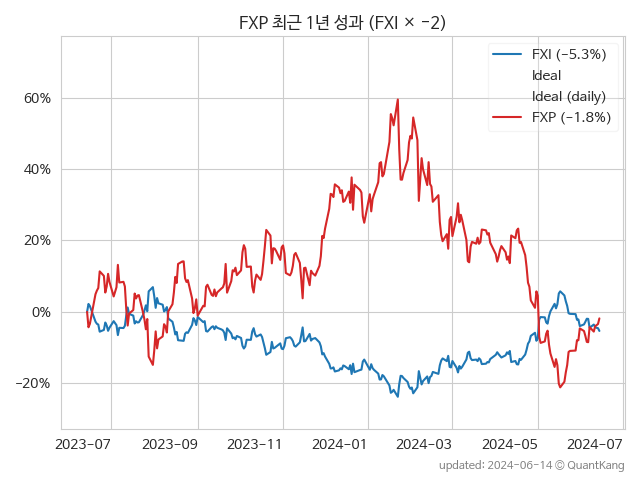 FXP 최근 1년 성과 (FXI × −2)
FXI (−5.3%)
Ideal
Ideal (daily)
FXP (−1.8%)
60%
40%
20%
0%
−20%
2023−07 2023−09 2023−11 2024−01 2024−03 2024−05 2024−07
updated: 2024−06−14 © QuantKang